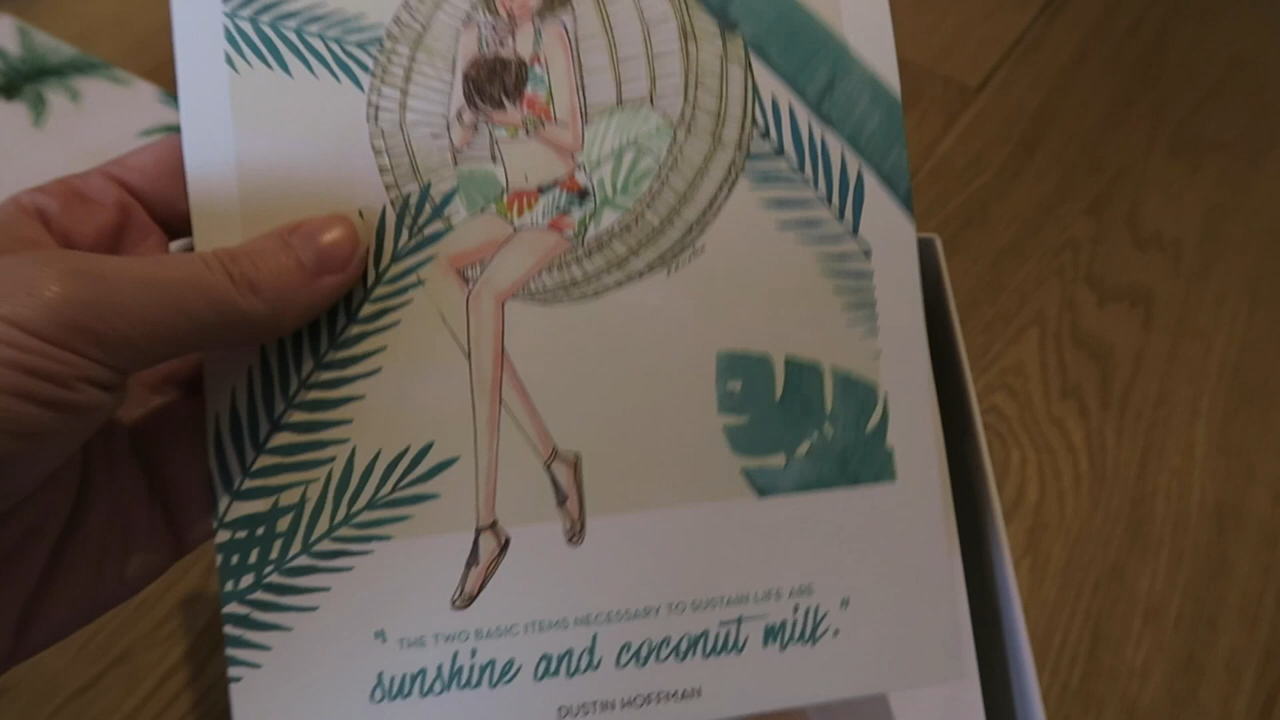 " THE TWO BASIC ITEMS NECESSARY TO SUSTAIN LIFE ARE
sunshine and coconut milk."
DUSTIN HOFFMAN